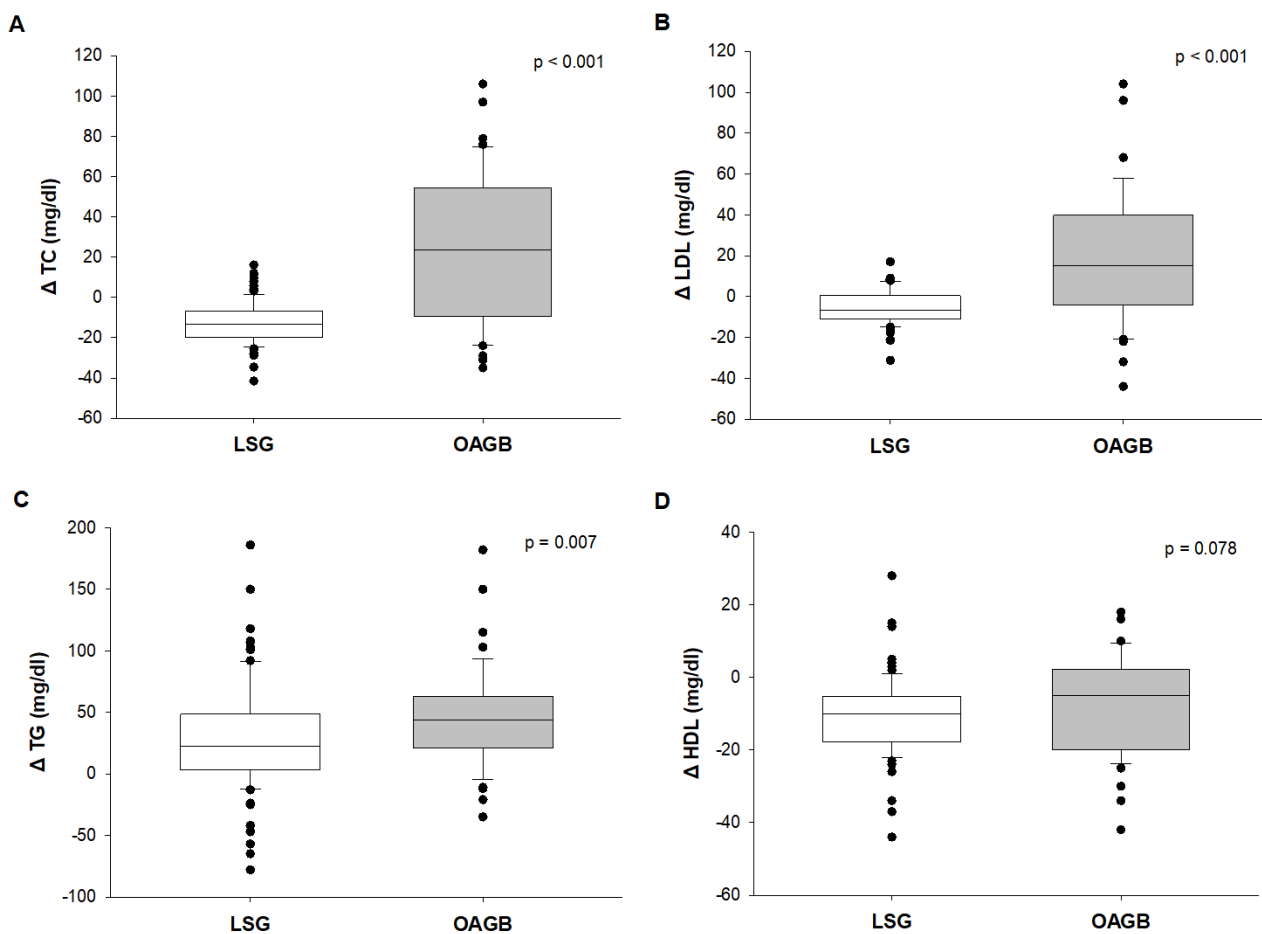 A
Δ TC (mg/dl)
120
100
80
60
40
20
0
-20
-40
-60
p < 0.001
LSG
OAGB
B
Δ LDL (mg/dl)
120
100
80
60
40
20
0
-20
-40
-60
p < 0.001
LSG
OAGB
C
Δ TG (mg/dl)
200
150
100
50
0
-50
-100
p = 0.007
LSG
OAGB
D
Δ HDL (mg/dl)
40
20
0
-20
-40
-60
p = 0.078
LSG
OAGB